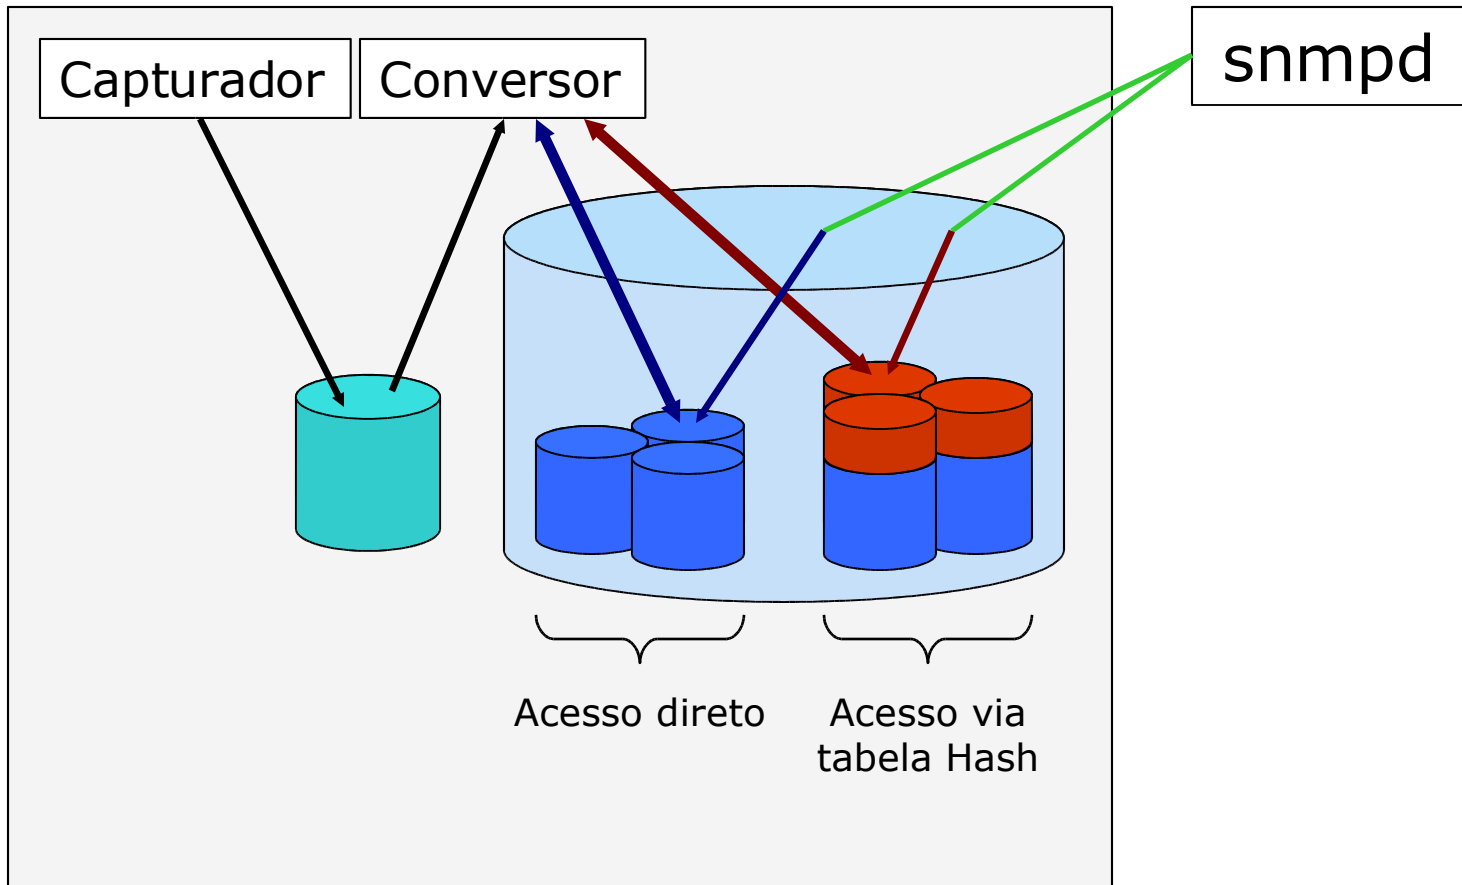 Capturador
Conversor
snmpd
Acesso direto
Acesso via
tabela Hash